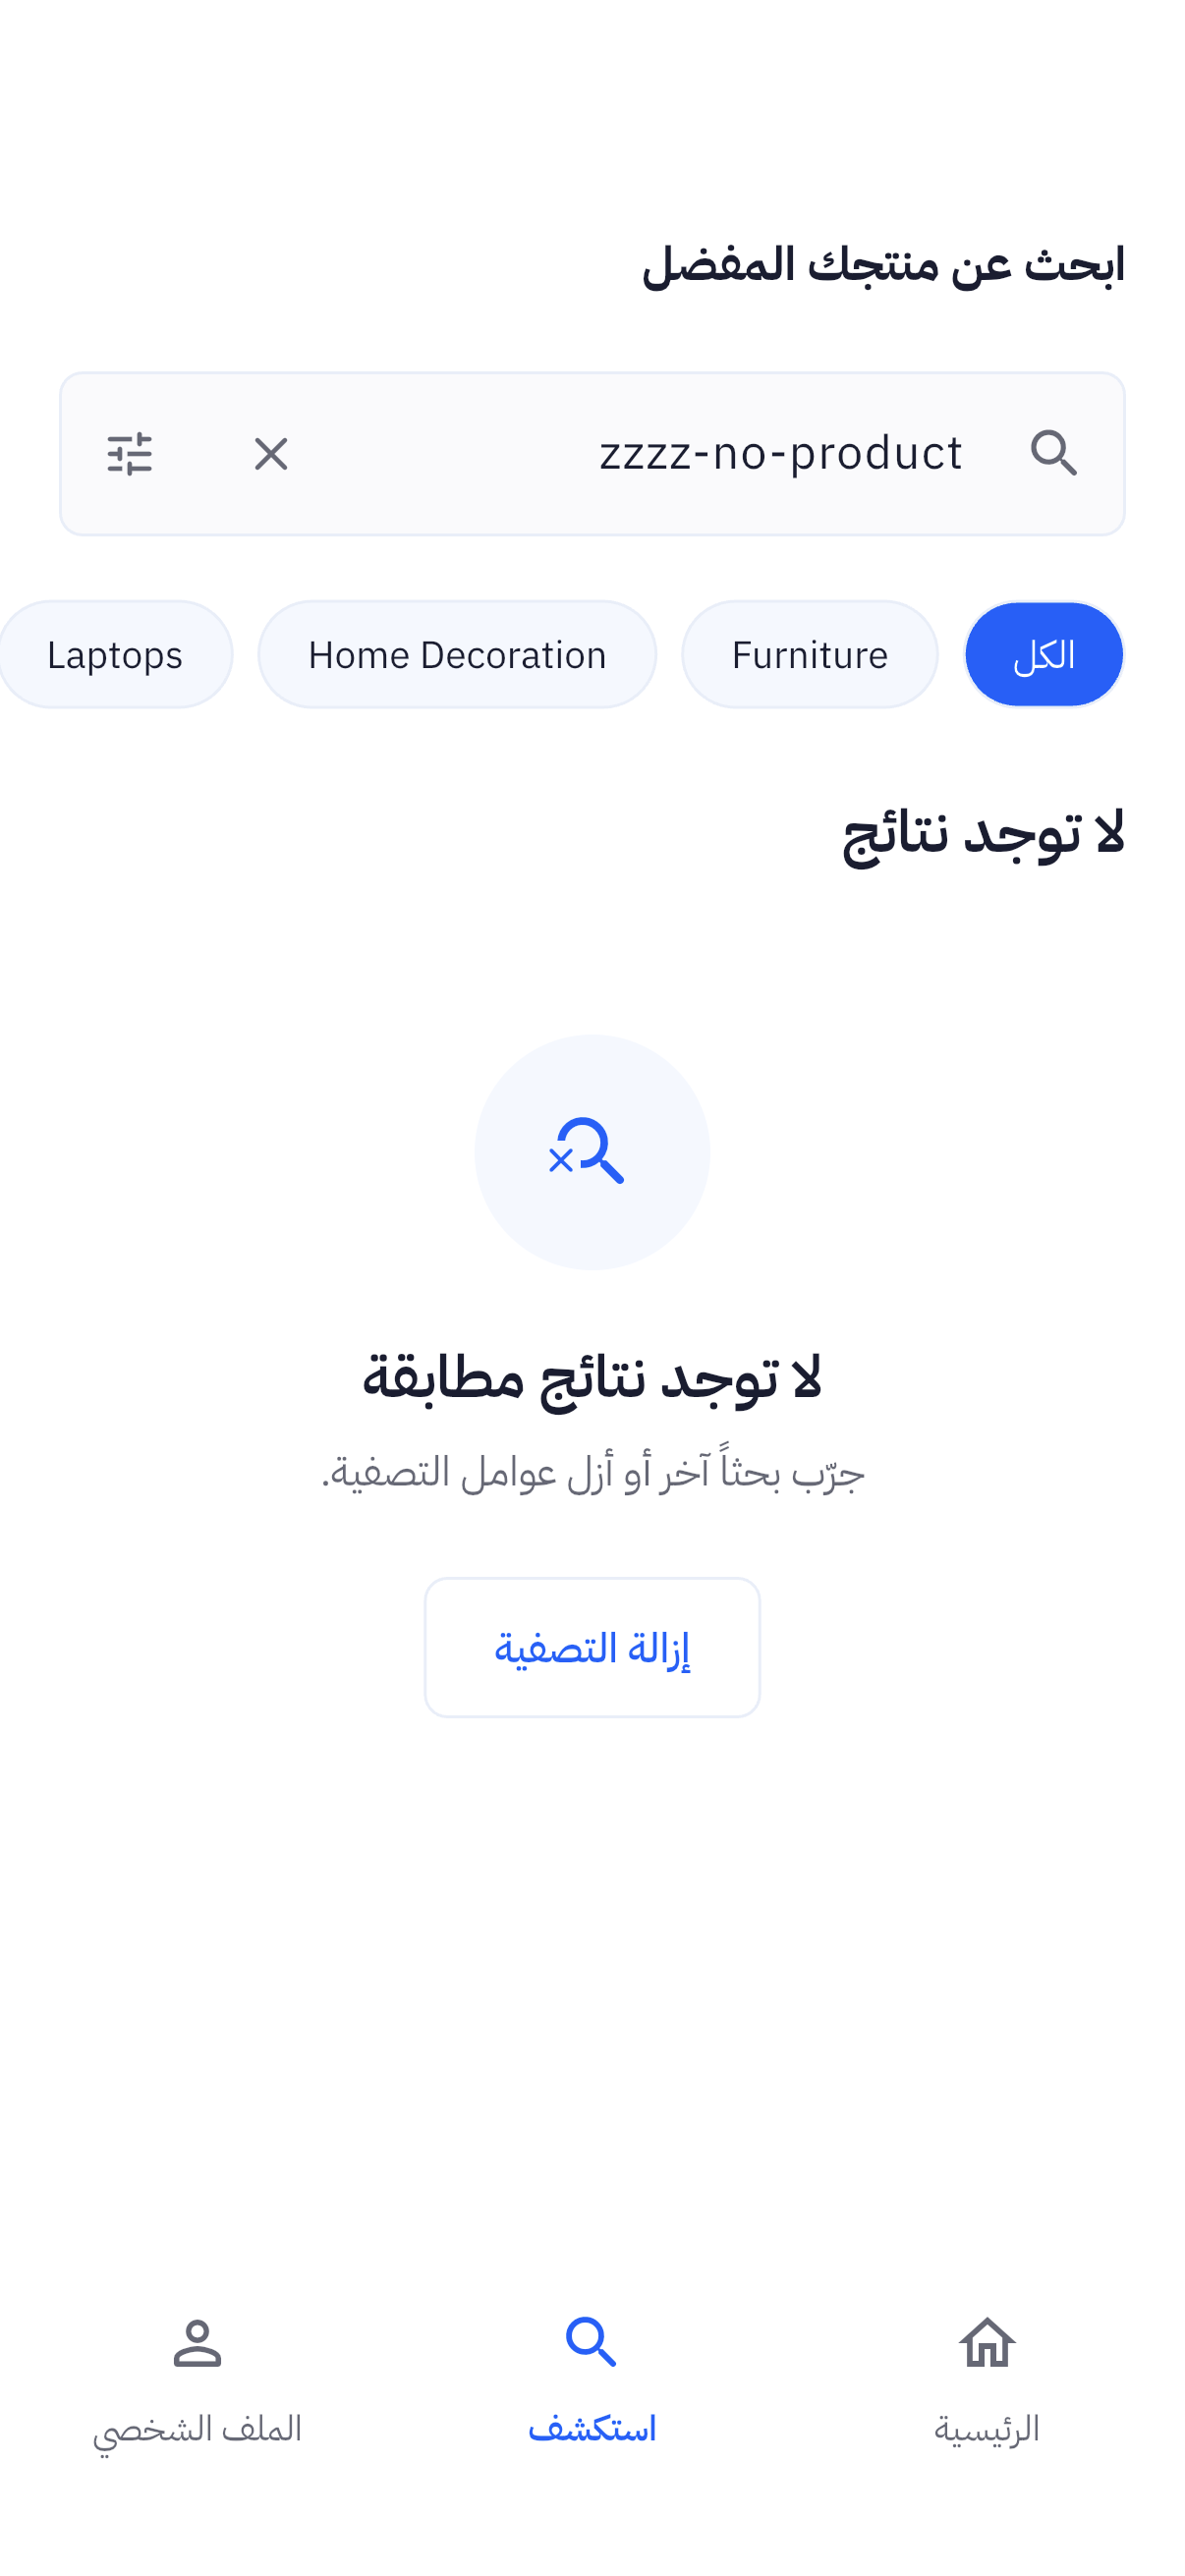 ابحث عن منتجك المفضل
zzzz-no-product
الكل
Furniture
Home Decoration
Laptops
لا توجد نتائج
لا توجد نتائج مطابقة
جرّب بحثاً آخر أو أزل عوامل التصفية.
إزالة التصفية
الرئيسية
استكشف
الملف الشخصي